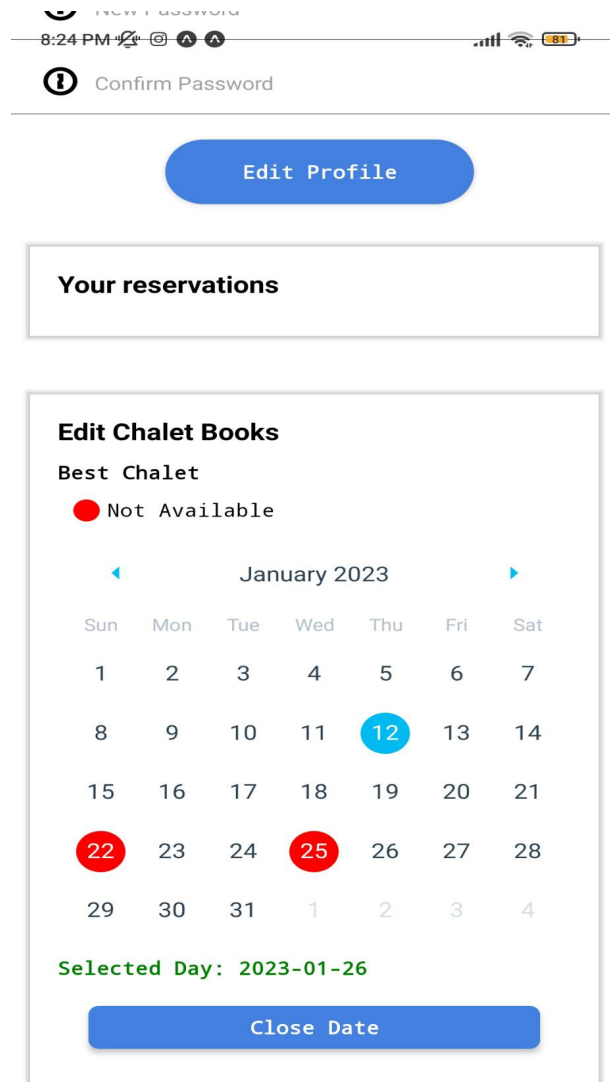 New Password
8:24 PM 81
Confirm Password
Edit Profile
Your reservations
Edit Chalet Books
Best Chalet
Not Available
January 2023
Sun Mon Tue Wed Thu Fri Sat
1 2 3 4 5 6 7
8 9 10 11 12 13 14
15 16 17 18 19 20 21
22 23 24 25 26 27 28
29 30 31 1 2 3 4
Selected Day: 2023-01-26
Close Date